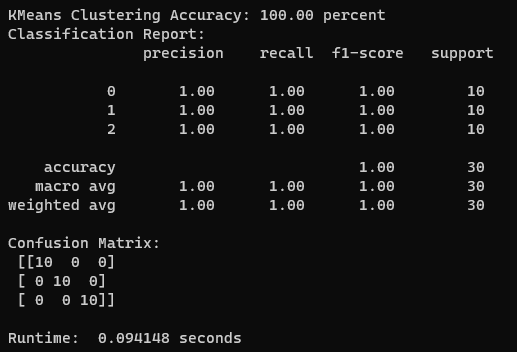 KMeans Clustering Accuracy: 100.00 percent
Classification Report:
               precision    recall  f1-score   support

           0       1.00      1.00      1.00        10
           1       1.00      1.00      1.00        10
           2       1.00      1.00      1.00        10

    accuracy                           1.00        30
   macro avg       1.00      1.00      1.00        30
weighted avg       1.00      1.00      1.00        30

Confusion Matrix:
 [[10  0  0]
 [ 0 10  0]
 [ 0  0 10]]

Runtime:  0.094148 seconds